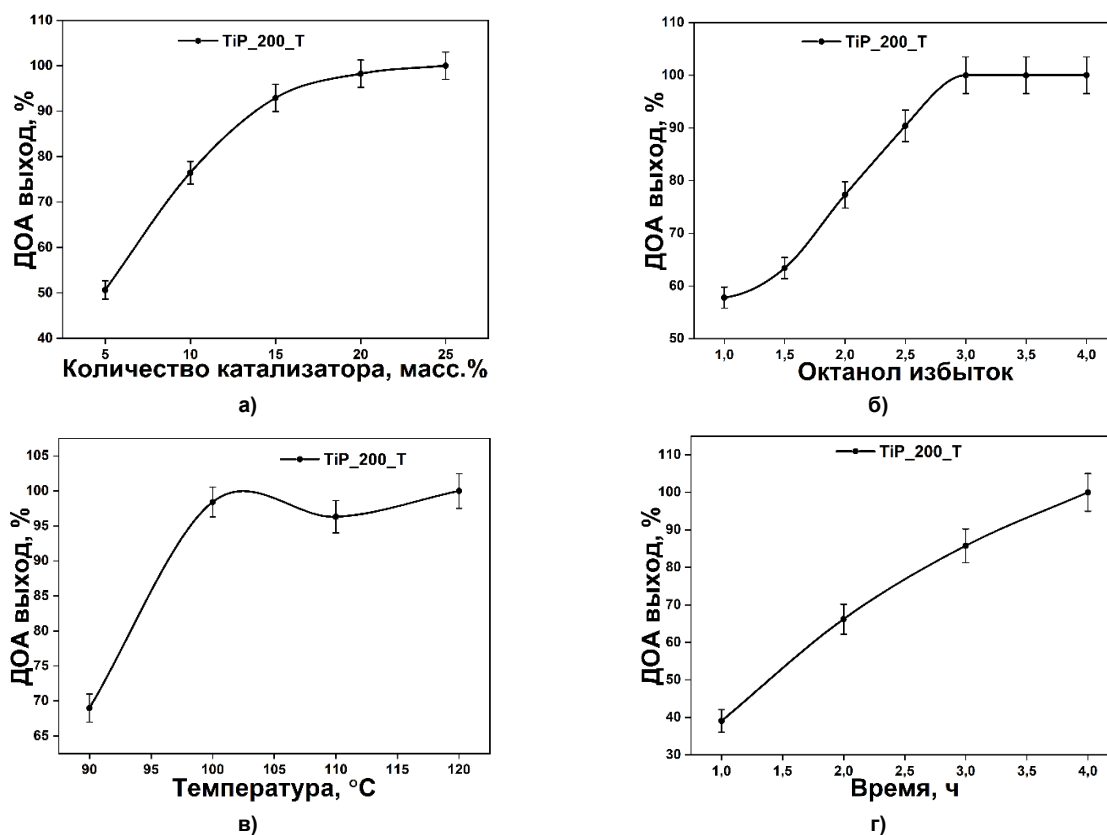 110
100
90
80
70
60
50
40
ДОА выход, %
TiP_200_T
5 10 15 20 25
Количество катализатора, масс.%
а)
110
100
90
80
70
60
50
ДОА выход, %
TiP_200_T
1,0 1,5 2,0 2,5 3,0 3,5 4,0
Октанол избыток
б)
105
100
95
90
85
80
75
70
65
ДОА выход, %
TiP_200_T
90 95 100 105 110 115 120
Температура, °C
в)
110
100
90
80
70
60
50
40
30
ДОА выход, %
TiP_200_T
1,0 1,5 2,0 2,5 3,0 3,5 4,0
Время, ч
г)